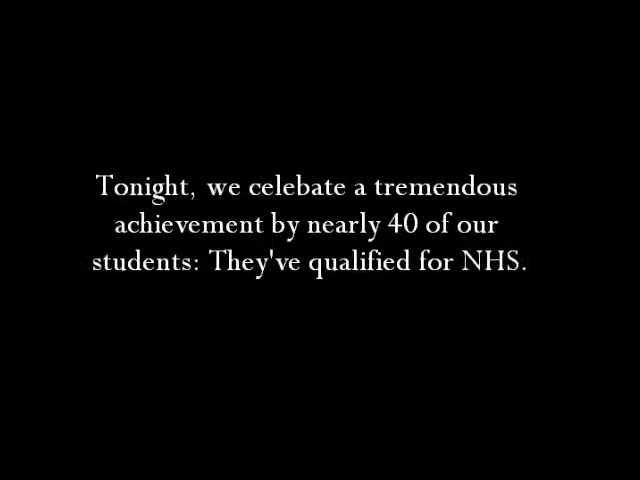 Tonight, we celebate a tremendous
achievement by nearly 40 of our
students: They've qualified for NHS.